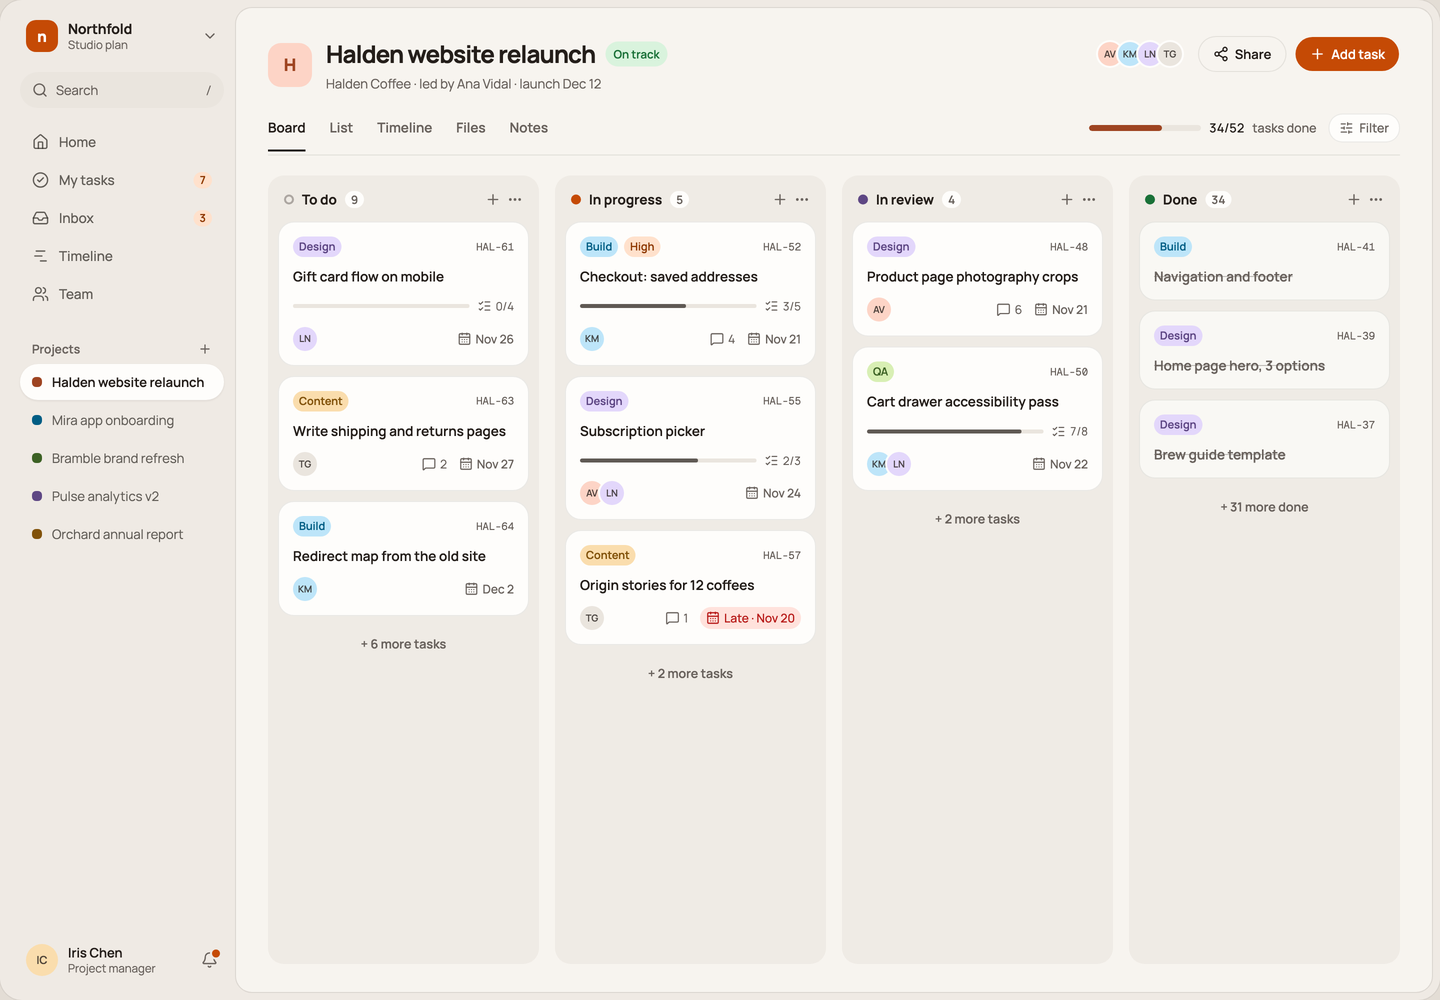 n
Northfold
Studio plan
Search
/
Home
My tasks
7
Inbox
3
Timeline
Team
Projects
Halden website relaunch
Mira app onboarding
Bramble brand refresh
Pulse analytics v2
Orchard annual report
IC
Iris Chen
Project manager
H
Halden website relaunch
On track
Halden Coffee · led by Ana Vidal · launch Dec 12
AV
KM
LN
TG
Share
Add task
Board
List
Timeline
Files
Notes
34/52 tasks done
Filter
To do
9
Design
HAL-61
Gift card flow on mobile
0/4
LN
Nov 26
Content
HAL-63
Write shipping and returns pages
TG
2
Nov 27
Build
HAL-64
Redirect map from the old site
KM
Dec 2
+ 6 more tasks
In progress
5
Build
High
HAL-52
Checkout: saved addresses
3/5
KM
4
Nov 21
Design
HAL-55
Subscription picker
2/3
AV
LN
Nov 24
Content
HAL-57
Origin stories for 12 coffees
TG
1
Late · Nov 20
+ 2 more tasks
In review
4
Design
HAL-48
Product page photography crops
AV
6
Nov 21
QA
HAL-50
Cart drawer accessibility pass
7/8
KM
LN
Nov 22
+ 2 more tasks
Done
34
Build
HAL-41
Navigation and footer
Design
HAL-39
Home page hero, 3 options
Design
HAL-37
Brew guide template
+ 31 more done